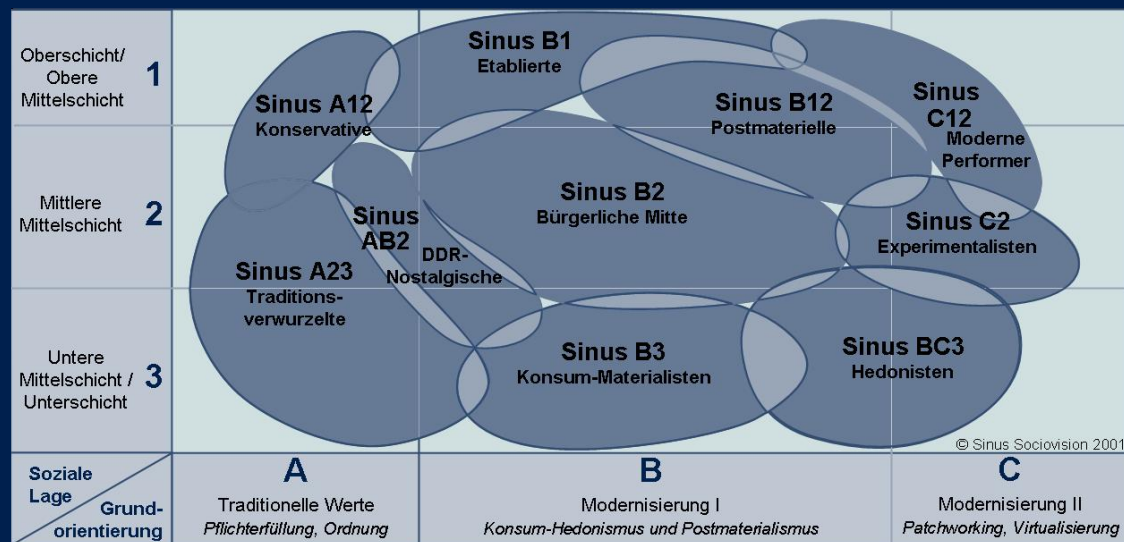 Oberschicht/
Obere
Mittelschicht
1
Mittlere
Mittelschicht
2
Untere
Mittelschicht /
Unterschicht
3
Sinus A12
Konservative
Sinus B1
Etablierte
Sinus B12
Postmaterielle
Sinus
C12
Moderne
Performer
Sinus A23
Traditions-
verwurzelte
Sinus
AB2
DDR-
Nostalgische
Sinus B2
Bürgerliche Mitte
Sinus C2
Experimentalisten
Sinus B3
Konsum-Materialisten
Sinus BC3
Hedonisten
© Sinus Sociovision 2001
Soziale
Lage
Grund-
orientierung
A
Traditionelle Werte
Pflichterfüllung, Ordnung
B
Modernisierung I
Konsum-Hedonismus und Postmaterialismus
C
Modernisierung II
Patchworking, Virtualisierung